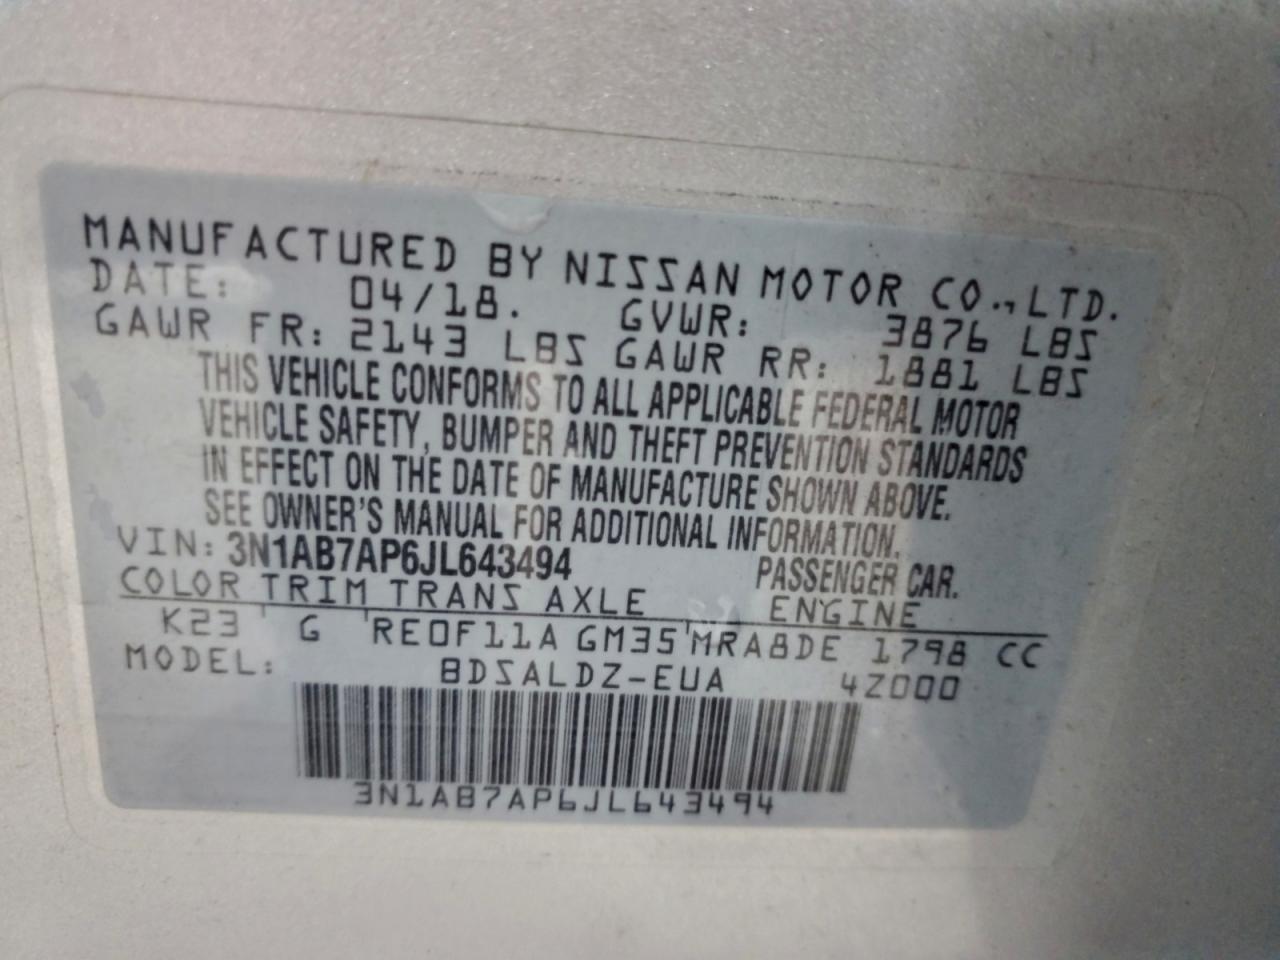 MANUFACTURED BY NISSAN MOTOR CO.,LTD.
DATE: 04/18. GVWR: 3876 LBS
GAWR FR: 2143 LBS GAWR RR: 1881 LBS
THIS VEHICLE CONFORMS TO ALL APPLICABLE FEDERAL MOTOR
VEHICLE SAFETY, BUMPER AND THEFT PREVENTION STANDARDS
IN EFFECT ON THE DATE OF MANUFACTURE SHOWN ABOVE.
SEE OWNER'S MANUAL FOR ADDITIONAL INFORMATION.
VIN: 3N1AB7AP6JL643494 PASSENGER CAR.
COLOR TRIM TRANS AXLE ENGINE
K23 G RE0F11A GM35 MRA8DE 1798 CC
MODEL: BDSALDZ-EUA 4Z000
3N1AB7AP6JL643494